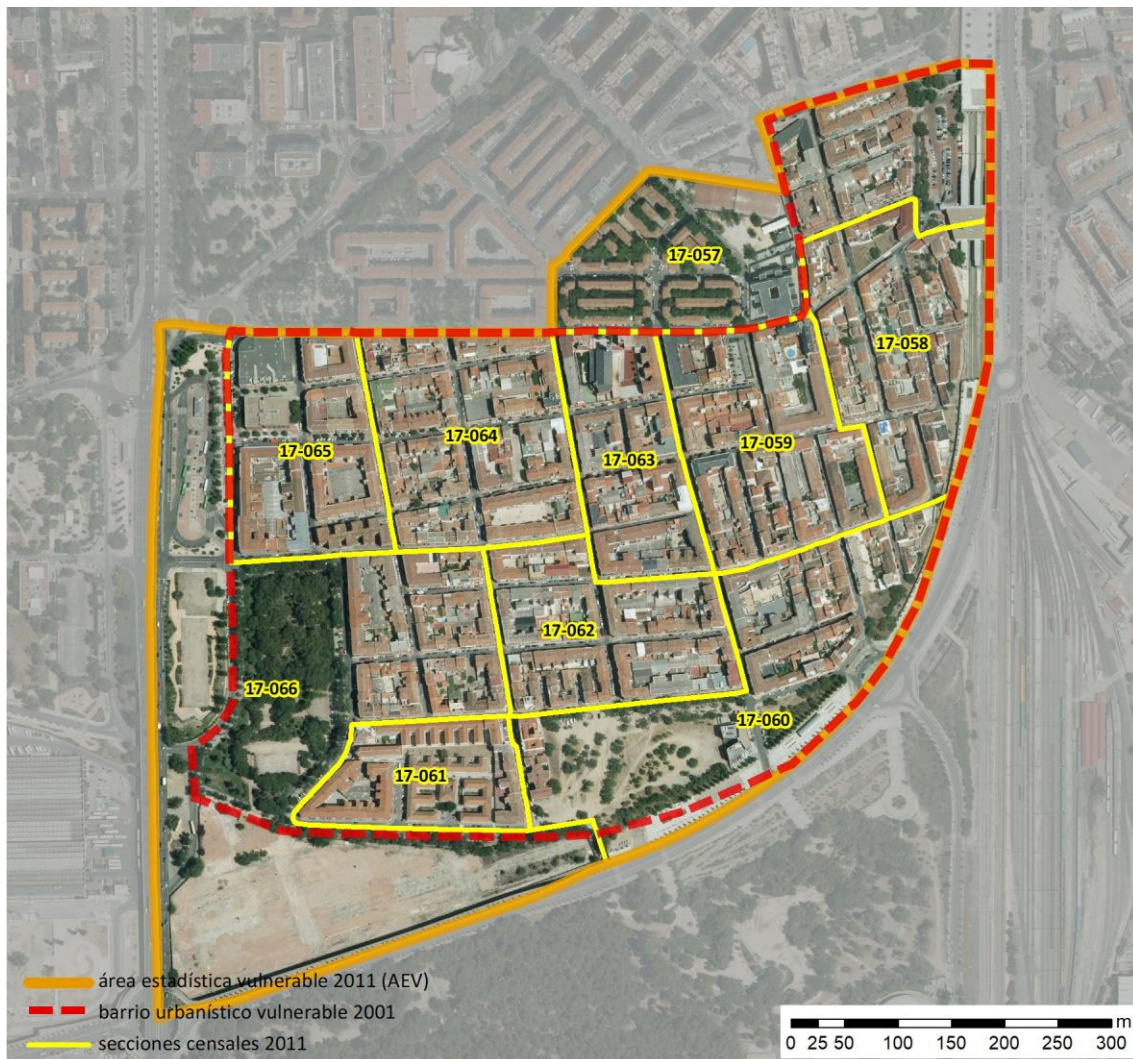 17-057
17-058
17-064
17-059
17-065
17-063
17-062
17-066
17-060
17-061
área estadística vulnerable 2011 (AEV)
barrio urbanístico vulnerable 2001
secciones censales 2011
m
0 25 50 100 150 200 250 300